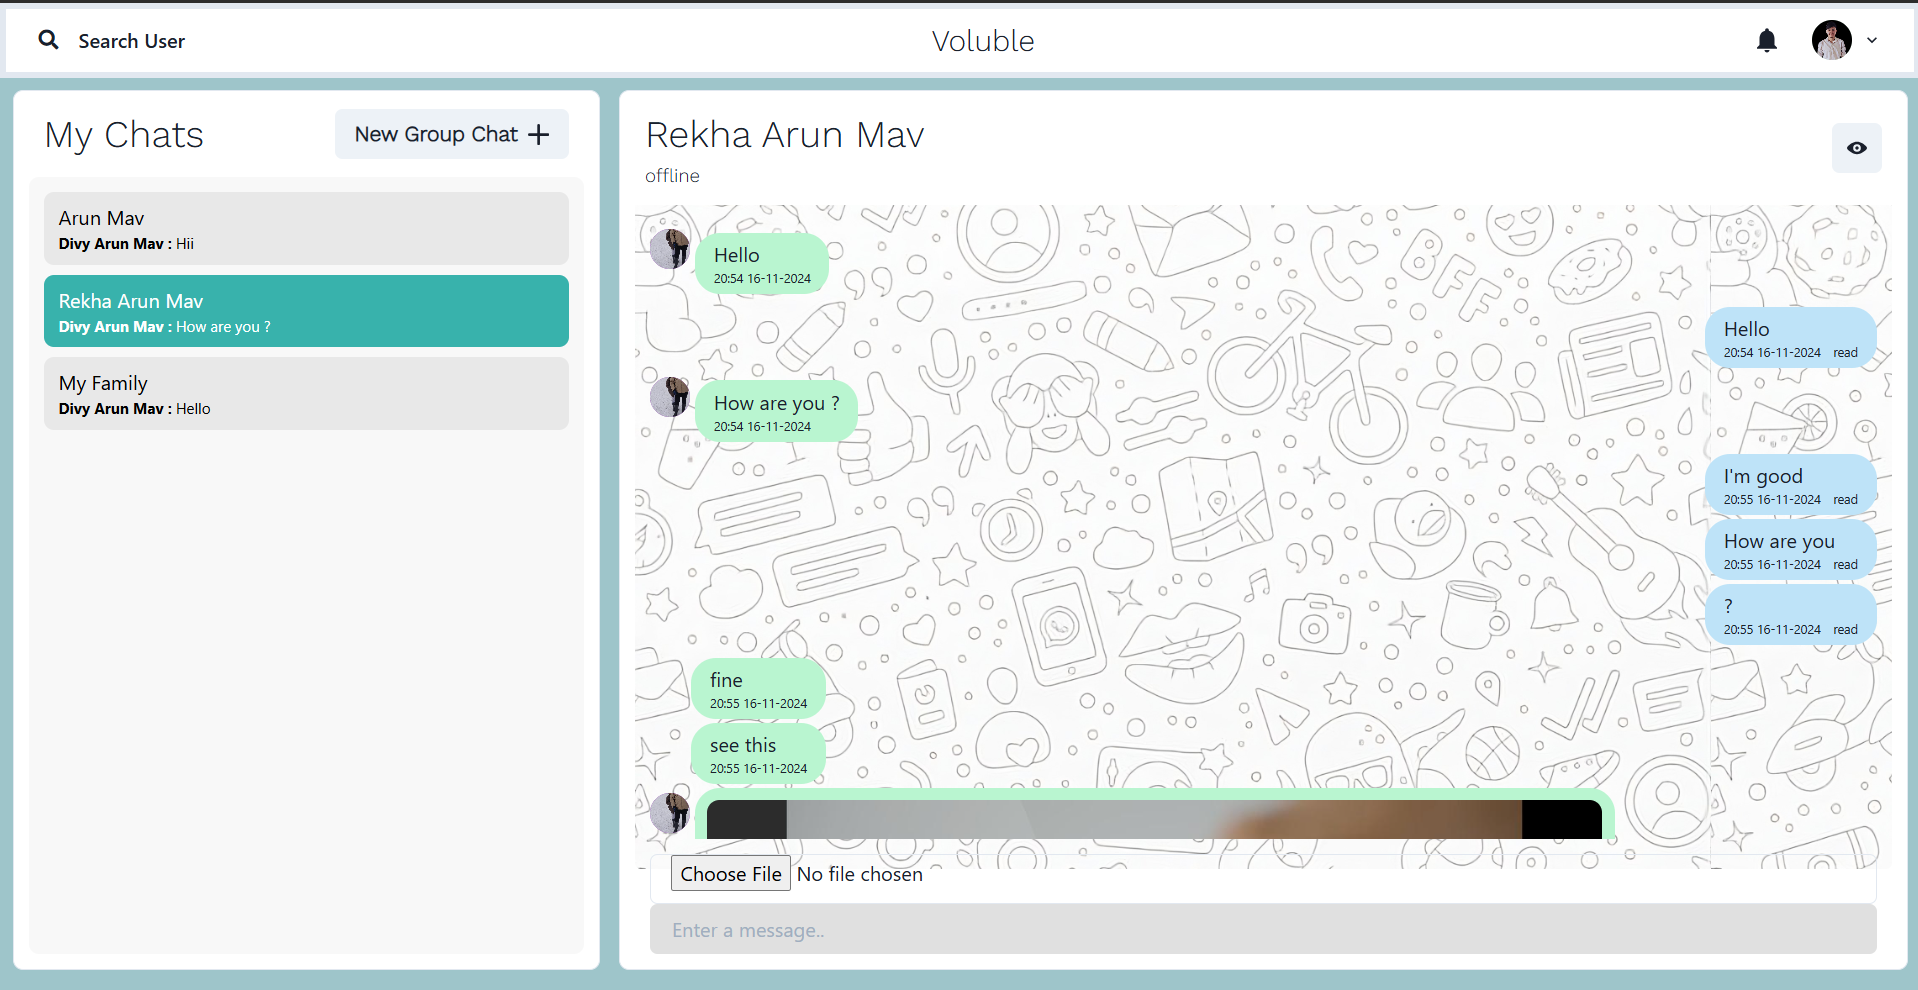 Search User
Voluble
My Chats
New Group Chat
Arun Mav
Divy Arun Mav : Hii
Rekha Arun Mav
Divy Arun Mav : How are you ?
My Family
Divy Arun Mav : Hello
Rekha Arun Mav
offline
Hello
20:54 16-11-2024
Hello
20:54 16-11-2024 read
How are you ?
20:54 16-11-2024
I'm good
20:55 16-11-2024 read
How are you
20:55 16-11-2024 read
?
20:55 16-11-2024 read
fine
20:55 16-11-2024
see this
20:55 16-11-2024
BFF
Choose File No file chosen
Enter a message..